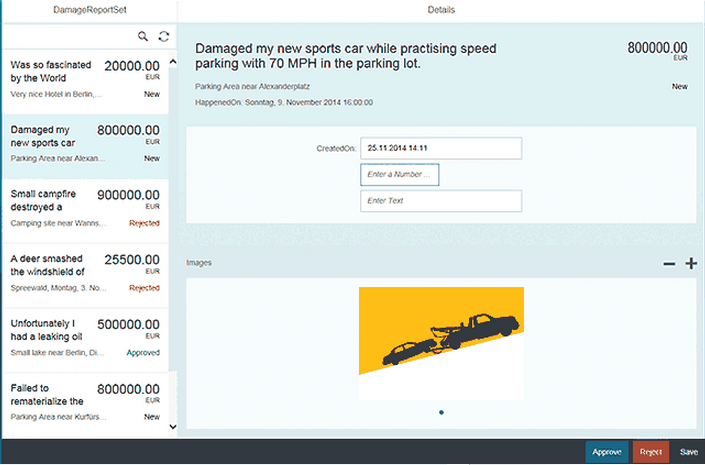 DamageReportSet
Details
Was so fascinated
by the World
20000.00
EUR
Very nice Hotel in Berlin,...
New
Damaged my
new sports car
800000.00
EUR
Parking Area near Alexan...
New
Small campfire
destroyed a
900000.00
EUR
Camping site near Wanns...
Rejected
A deer smashed
the windshield of
25500.00
EUR
Spreewald, Montag, 3. No...
Rejected
Unfortunately I
had a leaking oil
500000.00
EUR
Small lake near Berlin, Di...
Approved
Failed to
rematerialize the
800000.00
EUR
Parking Area near Kurfürs...
New
Damaged my new sports car while practising speed
parking with 70 MPH in the parking lot.
800000.00
EUR
Parking Area near Alexanderplatz
New
HappenedOn: Sonntag, 9. November 2014 16:00:00
CreatedOn:
25.11.2014 14:11
Enter a Number ...
Enter Text
Images
Approve
Reject
Save